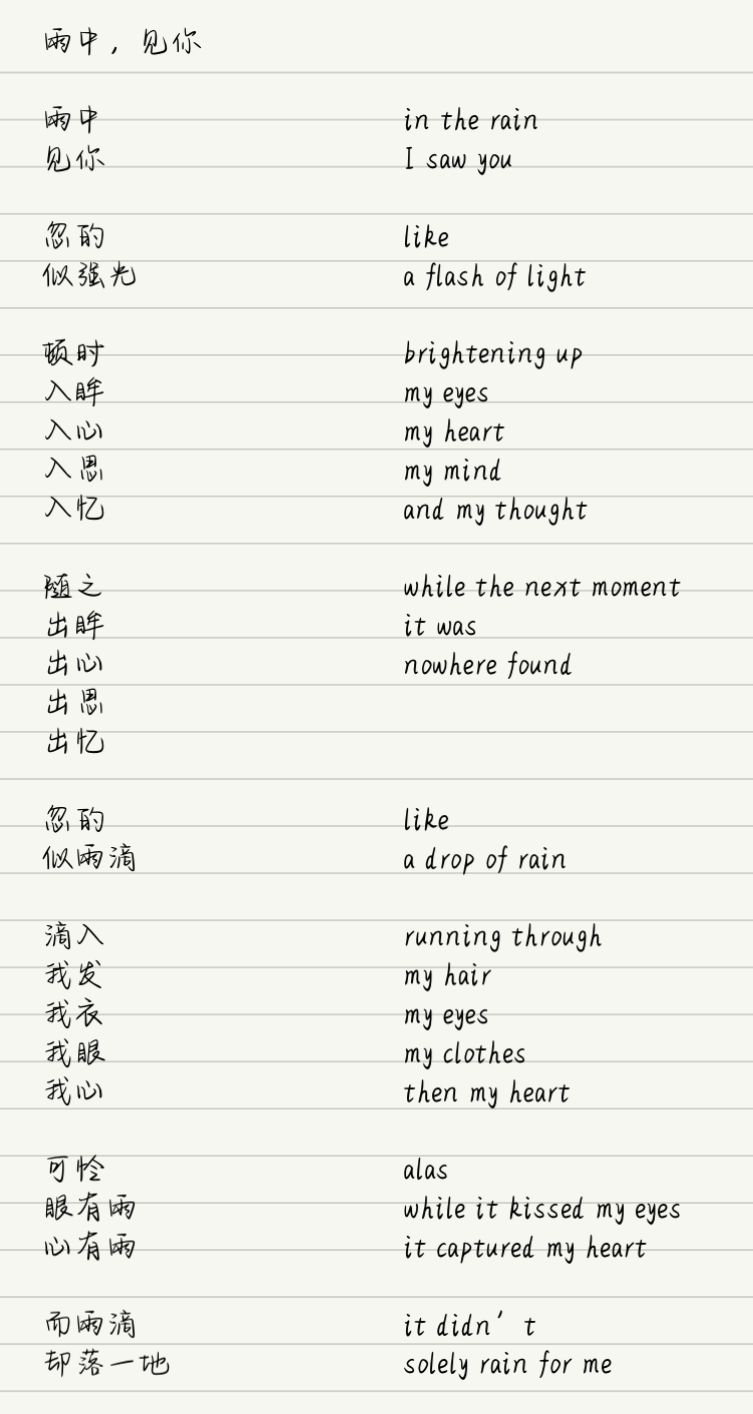 雨中，见你
雨中
见你
忽的
似强光
顿时
入眸
入心
入思
入忆
随之
出眸
出心
出思
出忆
忽的
似雨滴
滴入
我发
我衣
我眼
我心
可怜
眼有雨
心有雨
而雨滴
却落一地
in the rain
I saw you
like
a flash of light
brightening up
my eyes
my heart
my mind
and my thought
while the next moment
it was
nowhere found
like
a drop of rain
running through
my hair
my eyes
my clothes
then my heart
alas
while it kissed my eyes
it captured my heart
it didn’t
solely rain for me